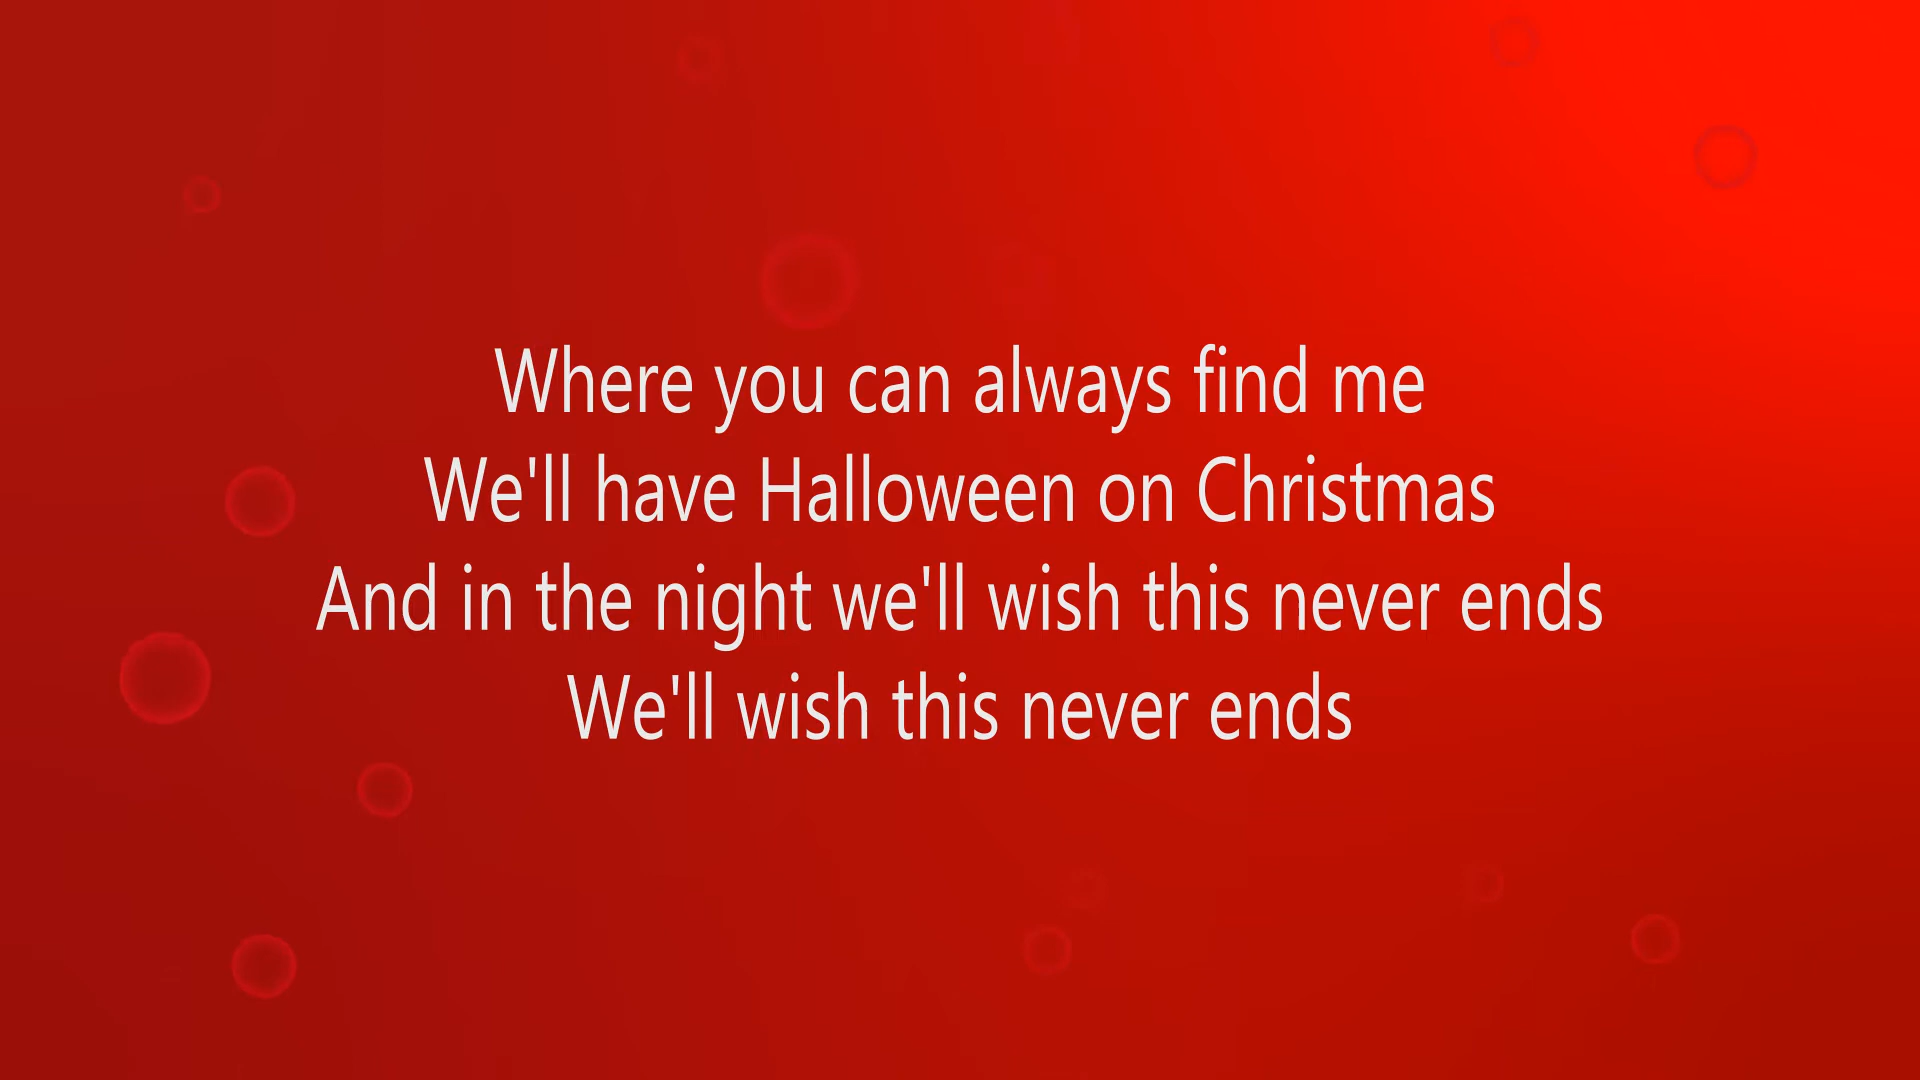 Where you can always find me
We'll have Halloween on Christmas
And in the night we'll wish this never ends
We'll wish this never ends